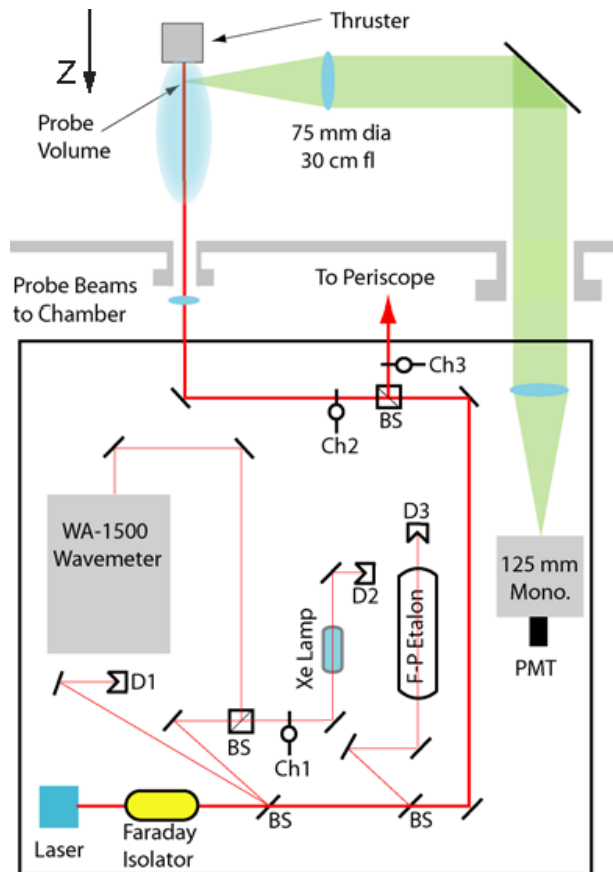 Thruster
Z
Probe
Volume
75 mm dia
30 cm fl
Probe Beams
to Chamber
To Periscope
Ch3
BS
Ch2
WA-1500
Wavemeter
D3
D2
125 mm
Mono.
F-P Etalon
Xe Lamp
PMT
D1
BS
Ch1
BS
BS
Laser
Faraday
Isolator